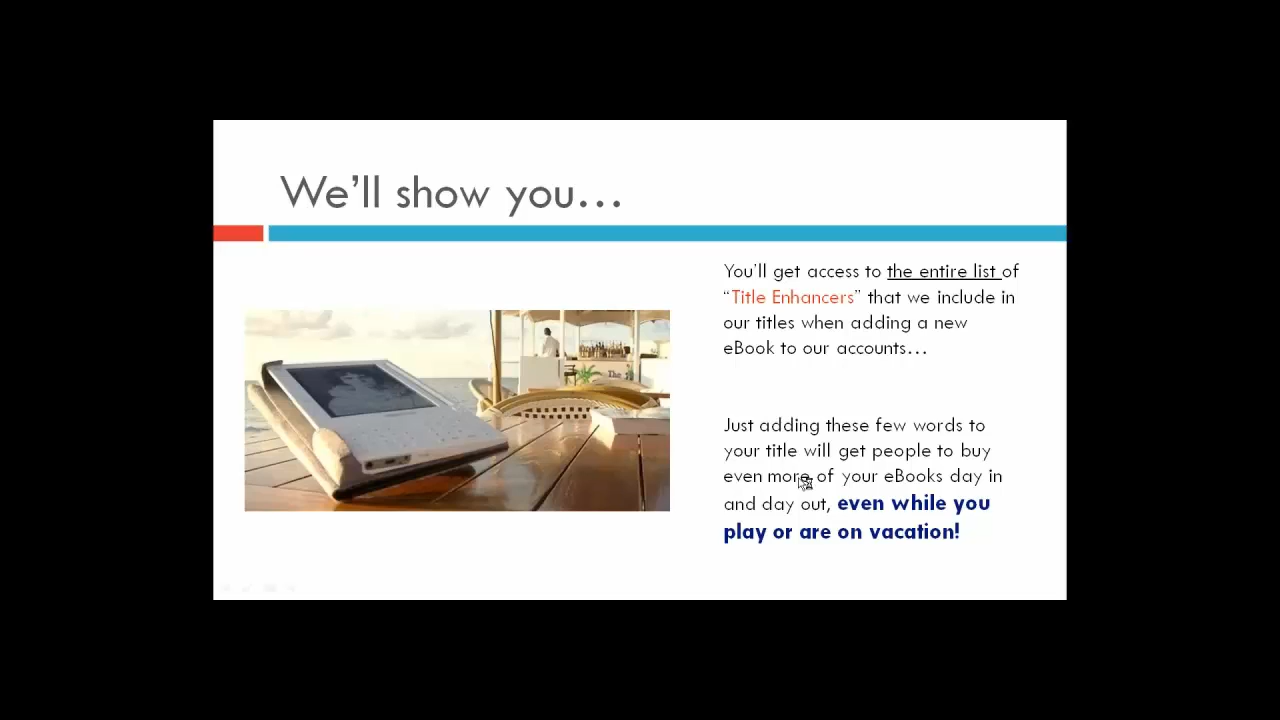 We'll show you…
You'll get access to the entire list of
“Title Enhancers” that we include in
our titles when adding a new
eBook to our accounts…
Just adding these few words to
your title will get people to buy
even more of your eBooks day in
and day out, even while you
play or are on vacation!
The